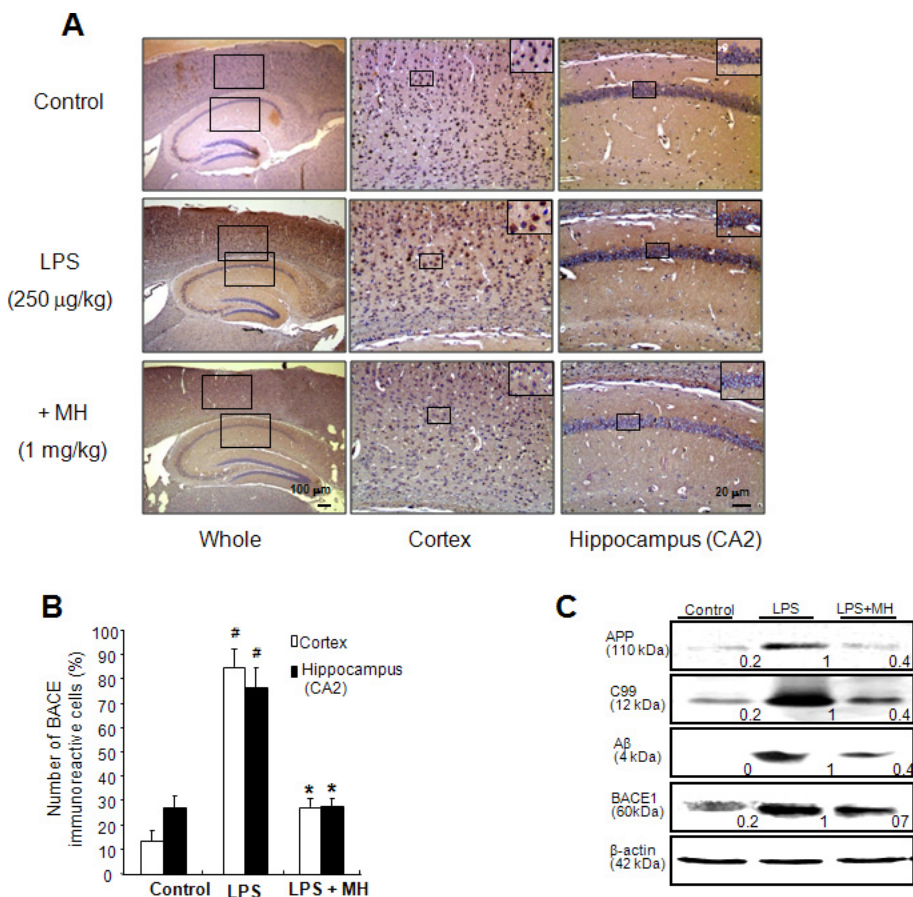 A
Control
LPS
(250 μg/kg)
+ MH
(1 mg/kg)
100 μm
20 μm
Whole
Cortex
Hippocampus (CA2)
B
Number of BACE
immunoreactive cells (%)
100
90
80
70
60
50
40
30
20
10
0
#
#
* *
Cortex
Hippocampus
(CA2)
Control
LPS
LPS + MH
C
Control LPS LPS+MH
APP
(110 kDa)
0.2 1 0.4
C99
(12 kDa)
0.2 1 0.4
Aβ
(4 kDa)
0 1 0.4
BACE1
(60kDa)
0.2 1 07
β-actin
(42 kDa)